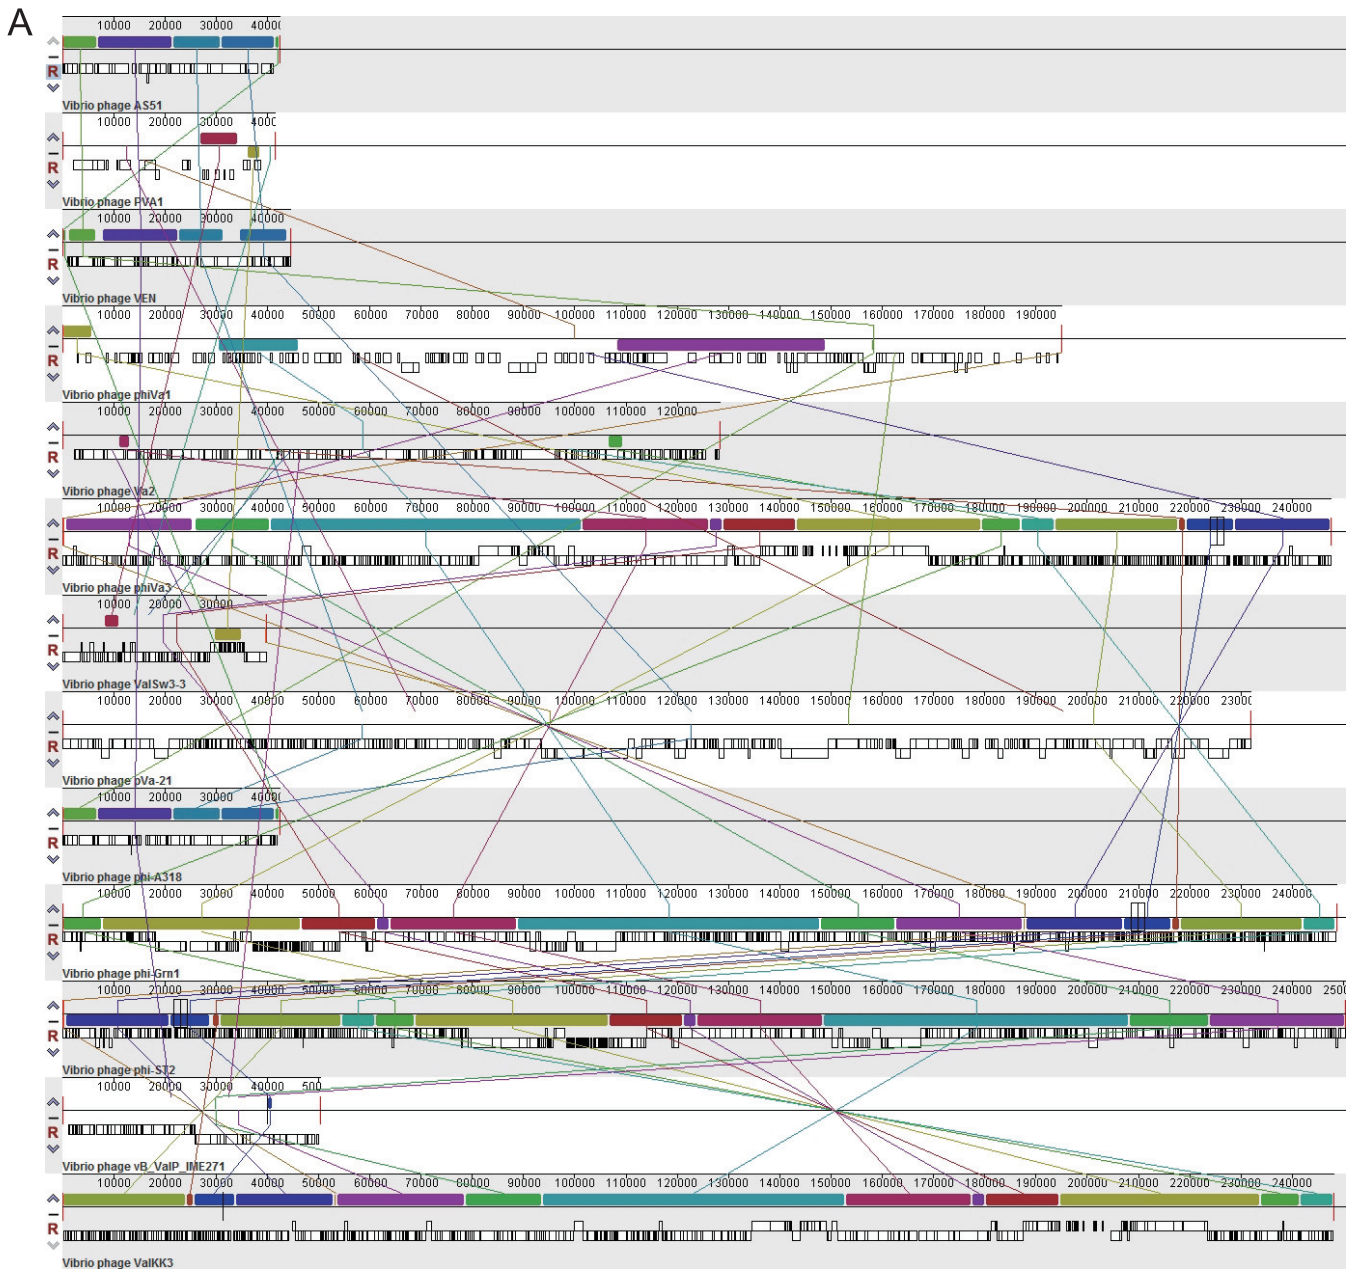 A
10000 20000 30000 4000
R
Vibrio phage AS51
10000 20000 30000 4000
R
Vibrio phage PVA1
10000 20000 30000 40000
R
Vibrio phage VEN
10000 20000 30000 40000 50000 60000 70000 80000 90000 100000 110000 120000 130000 140000 150000 160000 170000 180000 190000
R
Vibrio phage phiVa1
10000 20000 30000 40000 50000 60000 70000 80000 90000 100000 110000 120000
R
Vibrio phage Va2
10000 20000 30000 40000 50000 60000 70000 80000 90000 100000 110000 120000 130000 140000 150000 160000 170000 180000 190000 200000 210000 220000 230000 240000
R
Vibrio phage phiVa3
10000 20000 30000
R
Vibrio phage ValSw3-3
10000 20000 30000 40000 50000 60000 70000 80000 90000 100000 110000 120000 130000 140000 150000 160000 170000 180000 190000 200000 210000 220000 23000
R
Vibrio phage pVa-21
10000 20000 30000 4000
R
Vibrio phage phi-A318
10000 20000 30000 40000 50000 60000 70000 80000 90000 100000 110000 120000 130000 140000 150000 160000 170000 180000 190000 200000 210000 220000 230000 240000
R
Vibrio phage phi-Grn1
10000 20000 30000 40000 50000 60000 70000 80000 90000 100000 110000 120000 130000 140000 150000 160000 170000 180000 190000 200000 210000 220000 230000 240000 2500
R
Vibrio phage phi-ST2
10000 20000 30000 40000 500
R
Vibrio phage vB_ValP_IME271
10000 20000 30000 40000 50000 60000 70000 80000 90000 100000 110000 120000 130000 140000 150000 160000 170000 180000 190000 200000 210000 220000 230000 240000
R
Vibrio phage ValKK3